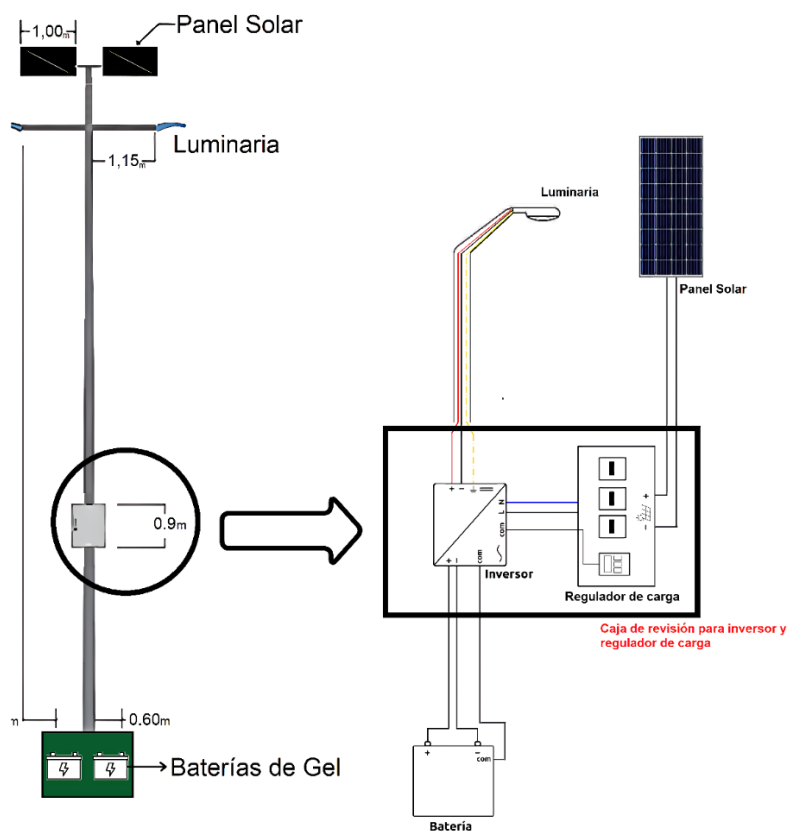 1,00m
Panel Solar
Luminaria
1,15m
0.9m
m
0.60m
Baterías de Gel
Luminaria
Panel Solar
+ −
N
L
com
+ −
com
Inversor
+
−
Regulador de carga
Caja de revisión para inversor y
regulador de carga
+ −
com
Batería